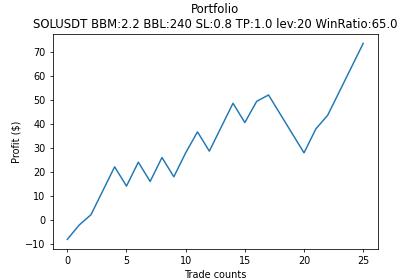 Portfolio
SOLUSDT BBM:2.2 BBL:240 SL:0.8 TP:1.0 lev:20 WinRatio:65.0
70
60
50
40
30
20
10
0
−10
Profit ($)
0 5 10 15 20 25
Trade counts